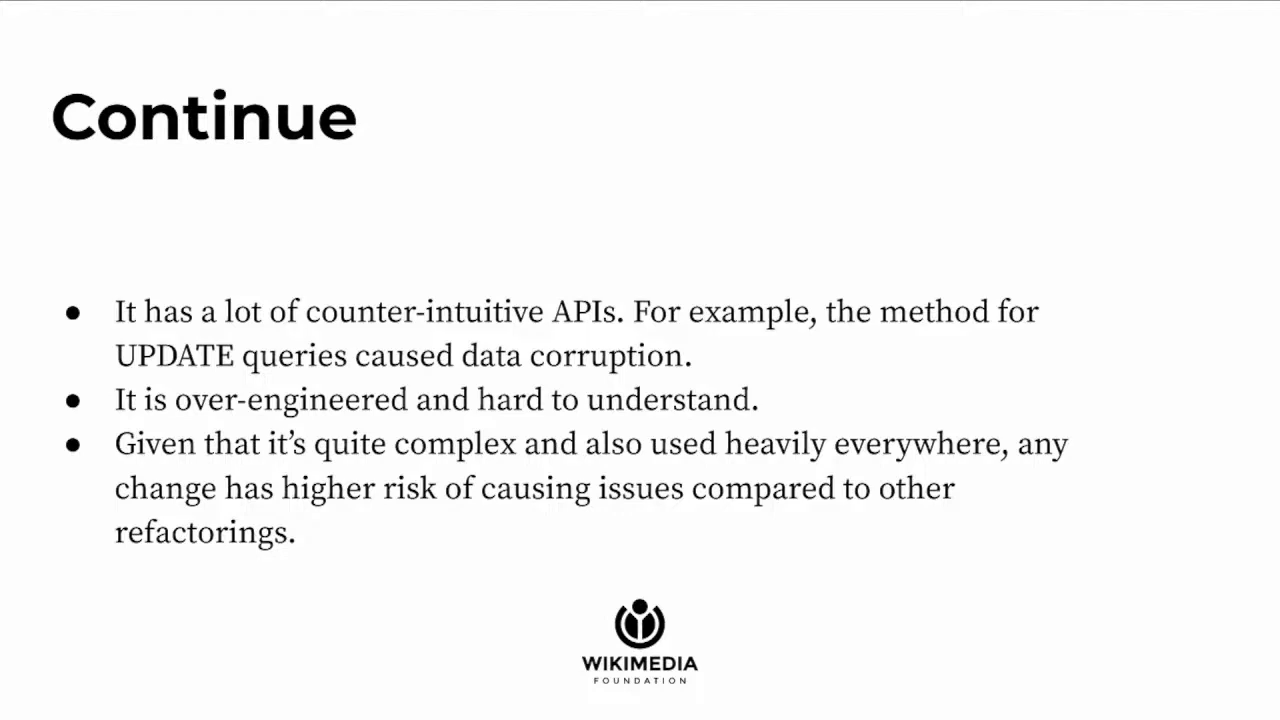 Continue
● It has a lot of counter-intuitive APIs. For example, the method for
UPDATE queries caused data corruption.
● It is over-engineered and hard to understand.
● Given that it’s quite complex and also used heavily everywhere, any
change has higher risk of causing issues compared to other
refactorings.
WIKIMEDIA
FOUNDATION